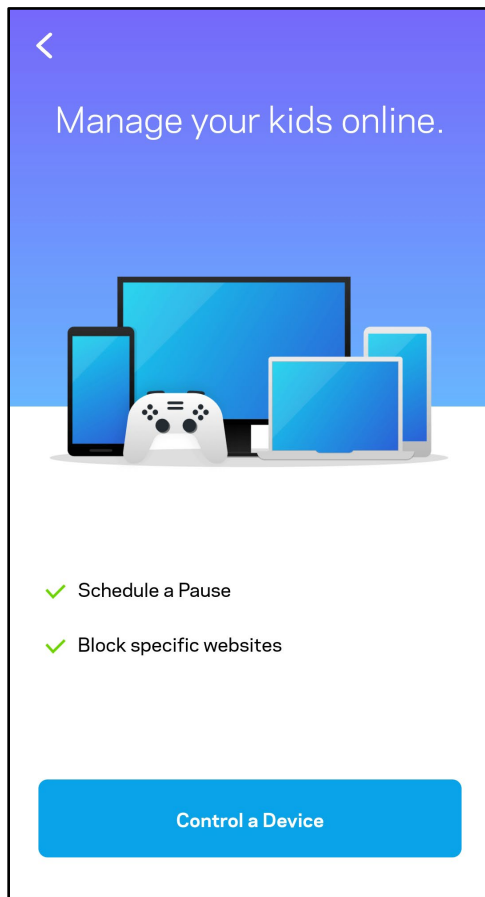 Manage your kids online.
Schedule a Pause
Block specific websites
Control a Device